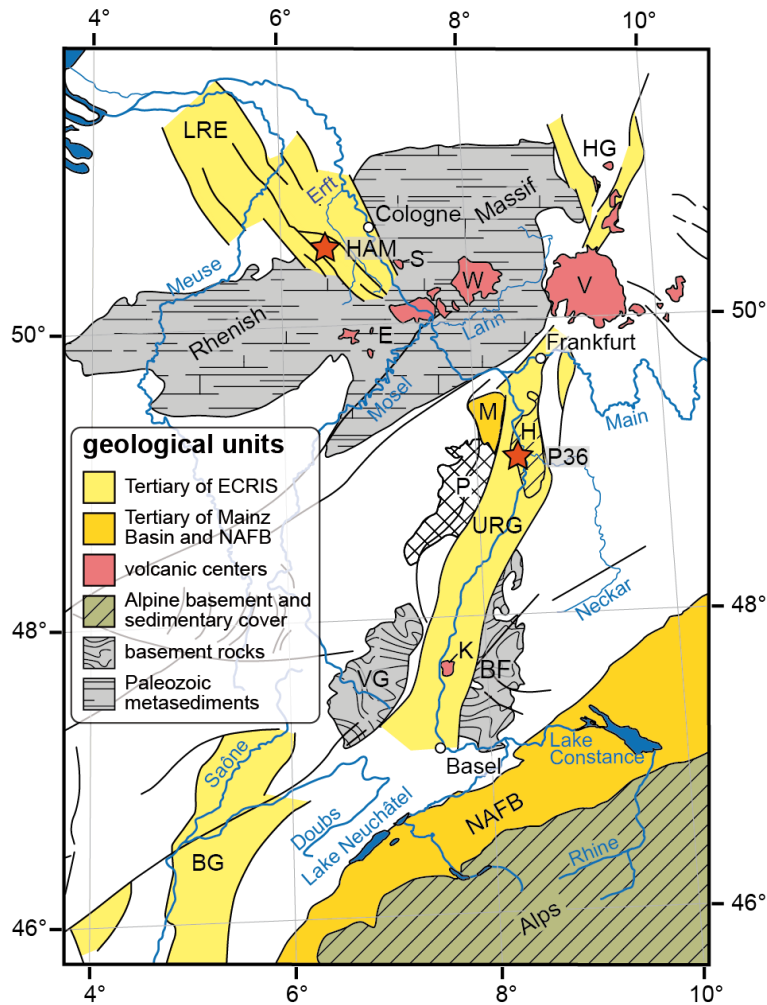 4°
6°
8°
10°
LRE
HG
Erft
Cologne
Massif
HAM
S
Meuse
W
V
50°
50°
Rhenish
E
Lahn
Frankfurt
Mosel
M
H
Main
P36
P
URG
geological units
Tertiary of ECRIS
Tertiary of Mainz
Basin and NAFB
volcanic centers
Alpine basement and
sedimentary cover
basement rocks
Paleozoic
metasediments
Neckar
48°
48°
K
VG
BF
Saône
Basel
Lake
Constance
Doubs
Lake Neuchâtel
NAFB
BG
Rhine
Alps
46°
46°
4°
6°
8°
10°